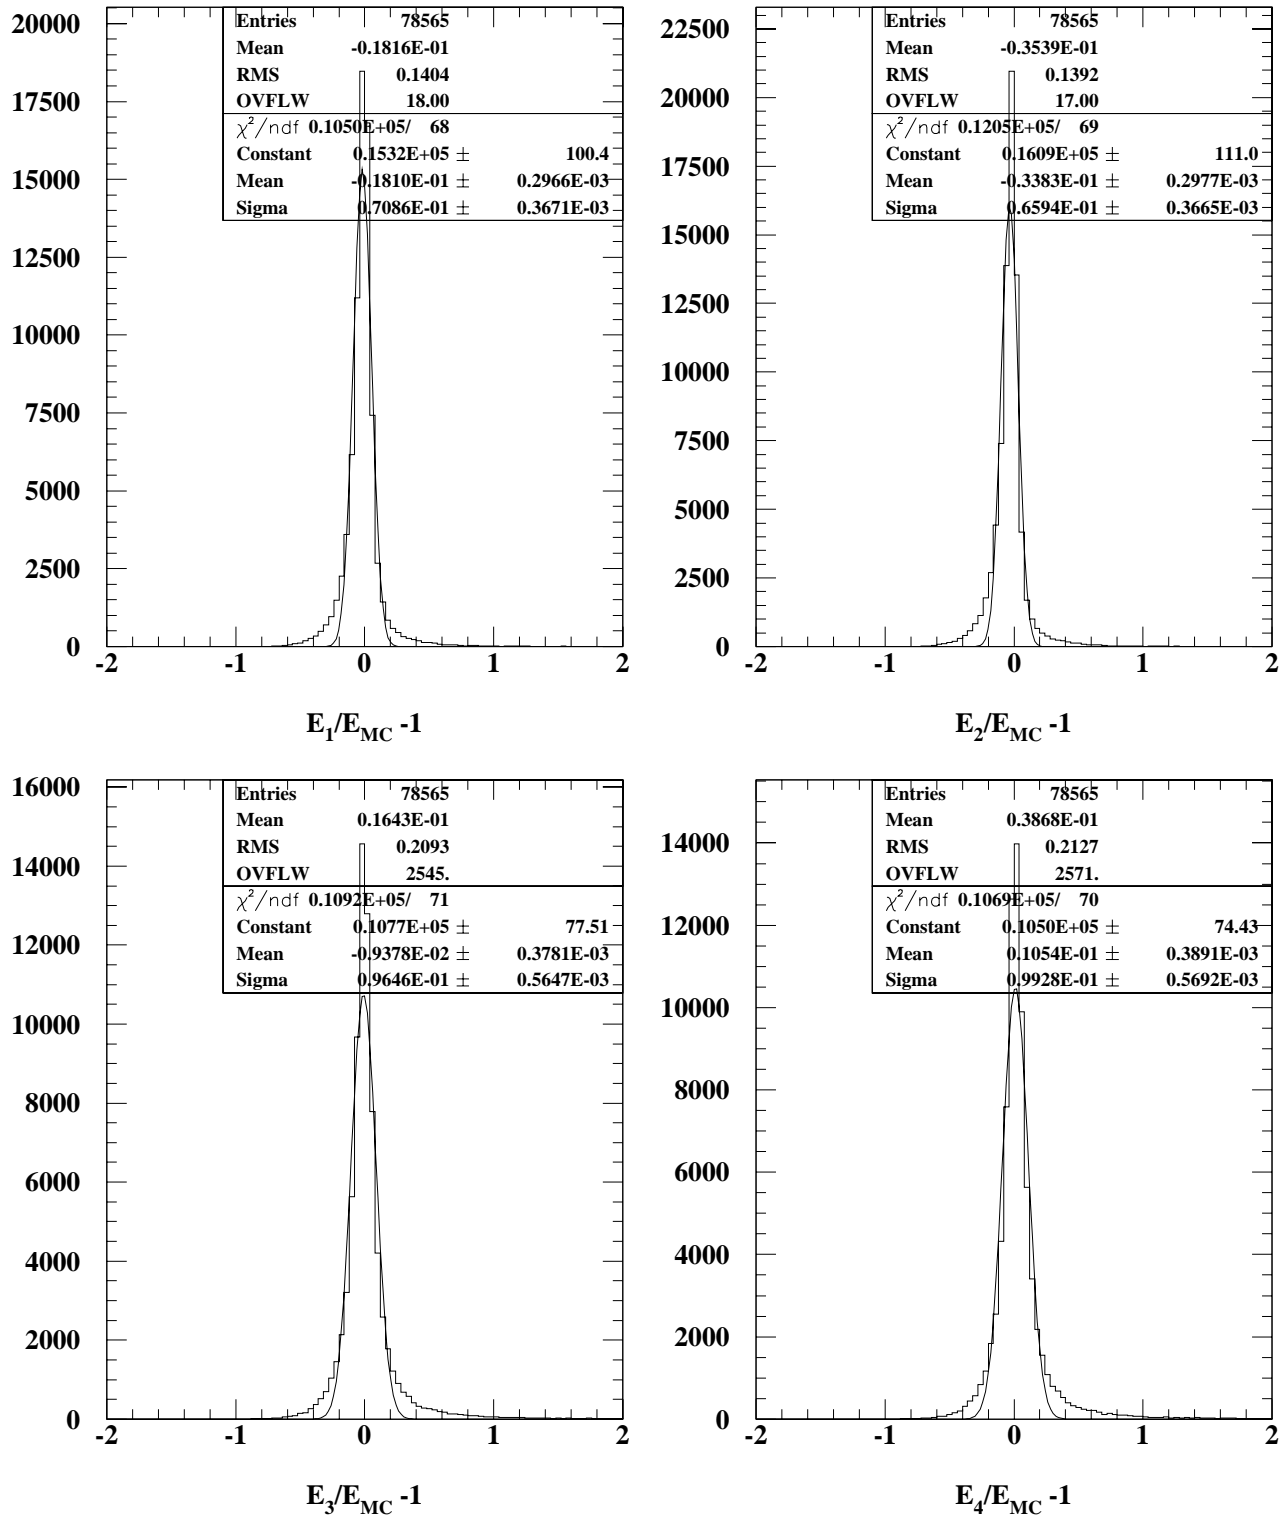 20000
17500
15000
12500
10000
7500
5000
2500
0
-2 -1 0 1 2
Entries 78565
Mean -0.1816E-01
RMS 0.1404
OVFLW 18.00
χ²/ndf 0.1050E+05/ 68
Constant 0.1532E+05 ± 100.4
Mean -0.1810E-01 ± 0.2966E-03
Sigma 0.7086E-01 ± 0.3671E-03
E₁/E_MC -1
22500
20000
17500
15000
12500
10000
7500
5000
2500
0
-2 -1 0 1 2
Entries 78565
Mean -0.3539E-01
RMS 0.1392
OVFLW 17.00
χ²/ndf 0.1205E+05/ 69
Constant 0.1609E+05 ± 111.0
Mean -0.3383E-01 ± 0.2977E-03
Sigma 0.6594E-01 ± 0.3665E-03
E₂/E_MC -1
16000
14000
12000
10000
8000
6000
4000
2000
0
-2 -1 0 1 2
Entries 78565
Mean 0.1643E-01
RMS 0.2093
OVFLW 2545.
χ²/ndf 0.1092E+05/ 71
Constant 0.1077E+05 ± 77.51
Mean -0.9378E-02 ± 0.3781E-03
Sigma 0.9646E-01 ± 0.5647E-03
E₃/E_MC -1
14000
12000
10000
8000
6000
4000
2000
0
-2 -1 0 1 2
Entries 78565
Mean 0.3868E-01
RMS 0.2127
OVFLW 2571.
χ²/ndf 0.1069E+05/ 70
Constant 0.1050E+05 ± 74.43
Mean 0.1054E-01 ± 0.3891E-03
Sigma 0.9928E-01 ± 0.5692E-03
E₄/E_MC -1